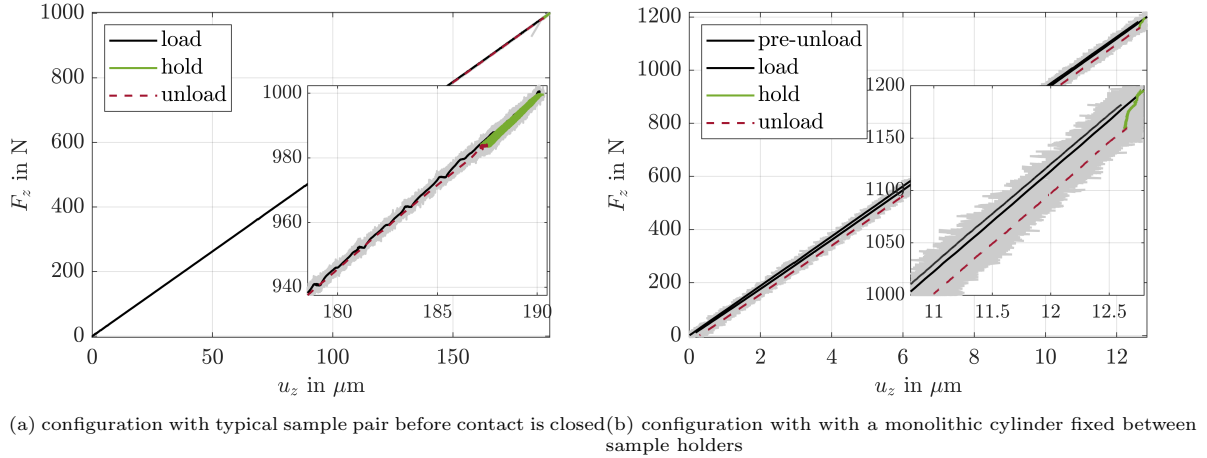 1000
800
600
400
200
0
0
50
100
150
F_z in N
u_z in μm
load
hold
unload
1000
980
960
940
180
185
190
(a) configuration with typical sample pair before contact is closed
1200
1000
800
600
400
200
0
0
2
4
6
8
10
12
F_z in N
u_z in μm
pre-unload
load
hold
unload
1200
1150
1100
1050
1000
11
11.5
12
12.5
(b) configuration with with a monolithic cylinder fixed between
sample holders